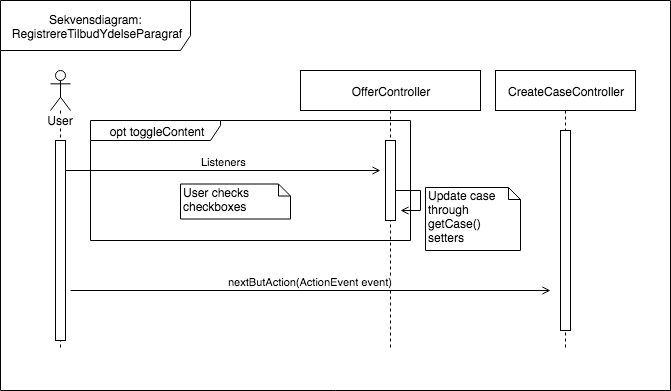 Sekvensdiagram:
RegistrereTilbudYdelseParagraf
User
OfferController
CreateCaseController
opt toggleContent
Listeners
User checks
checkboxes
Update case
through
getCase()
setters
nextButAction(ActionEvent event)